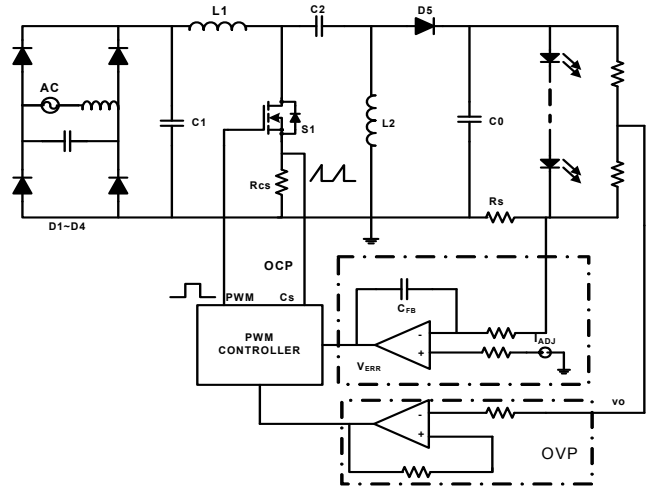 L1
C2
D5
AC
C1
S1
L2
C0
Rcs
Rs
D1~D4
OCP
PWM
Cs
CFB
PWM
CONTROLLER
VERR
IADJ
-
+
vo
-
+
OVP